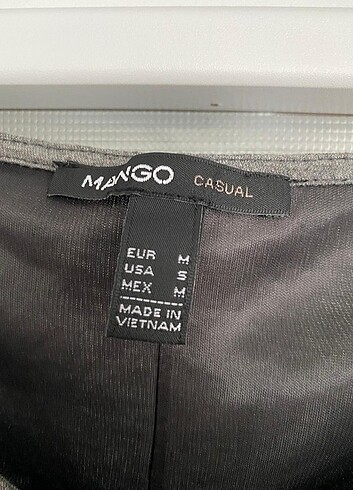 MANGO CASUAL
EUR M
USA S
MEX M
MADE IN
VIETNAM